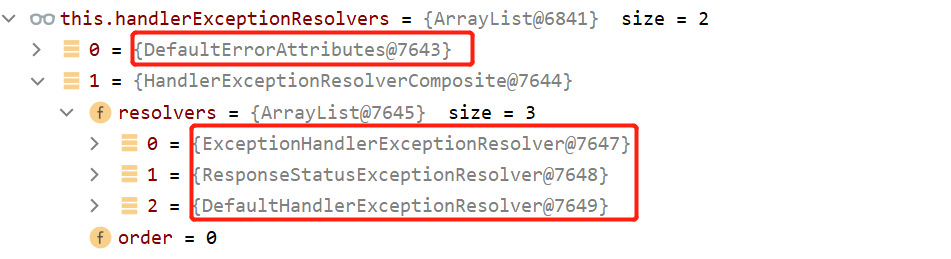 this.handlerExceptionResolvers = {ArrayList@6841} size = 2
0 = {DefaultErrorAttributes@7643}
1 = {HandlerExceptionResolverComposite@7644}
f resolvers = {ArrayList@7645} size = 3
0 = {ExceptionHandlerExceptionResolver@7647}
1 = {ResponseStatusExceptionResolver@7648}
2 = {DefaultHandlerExceptionResolver@7649}
f order = 0